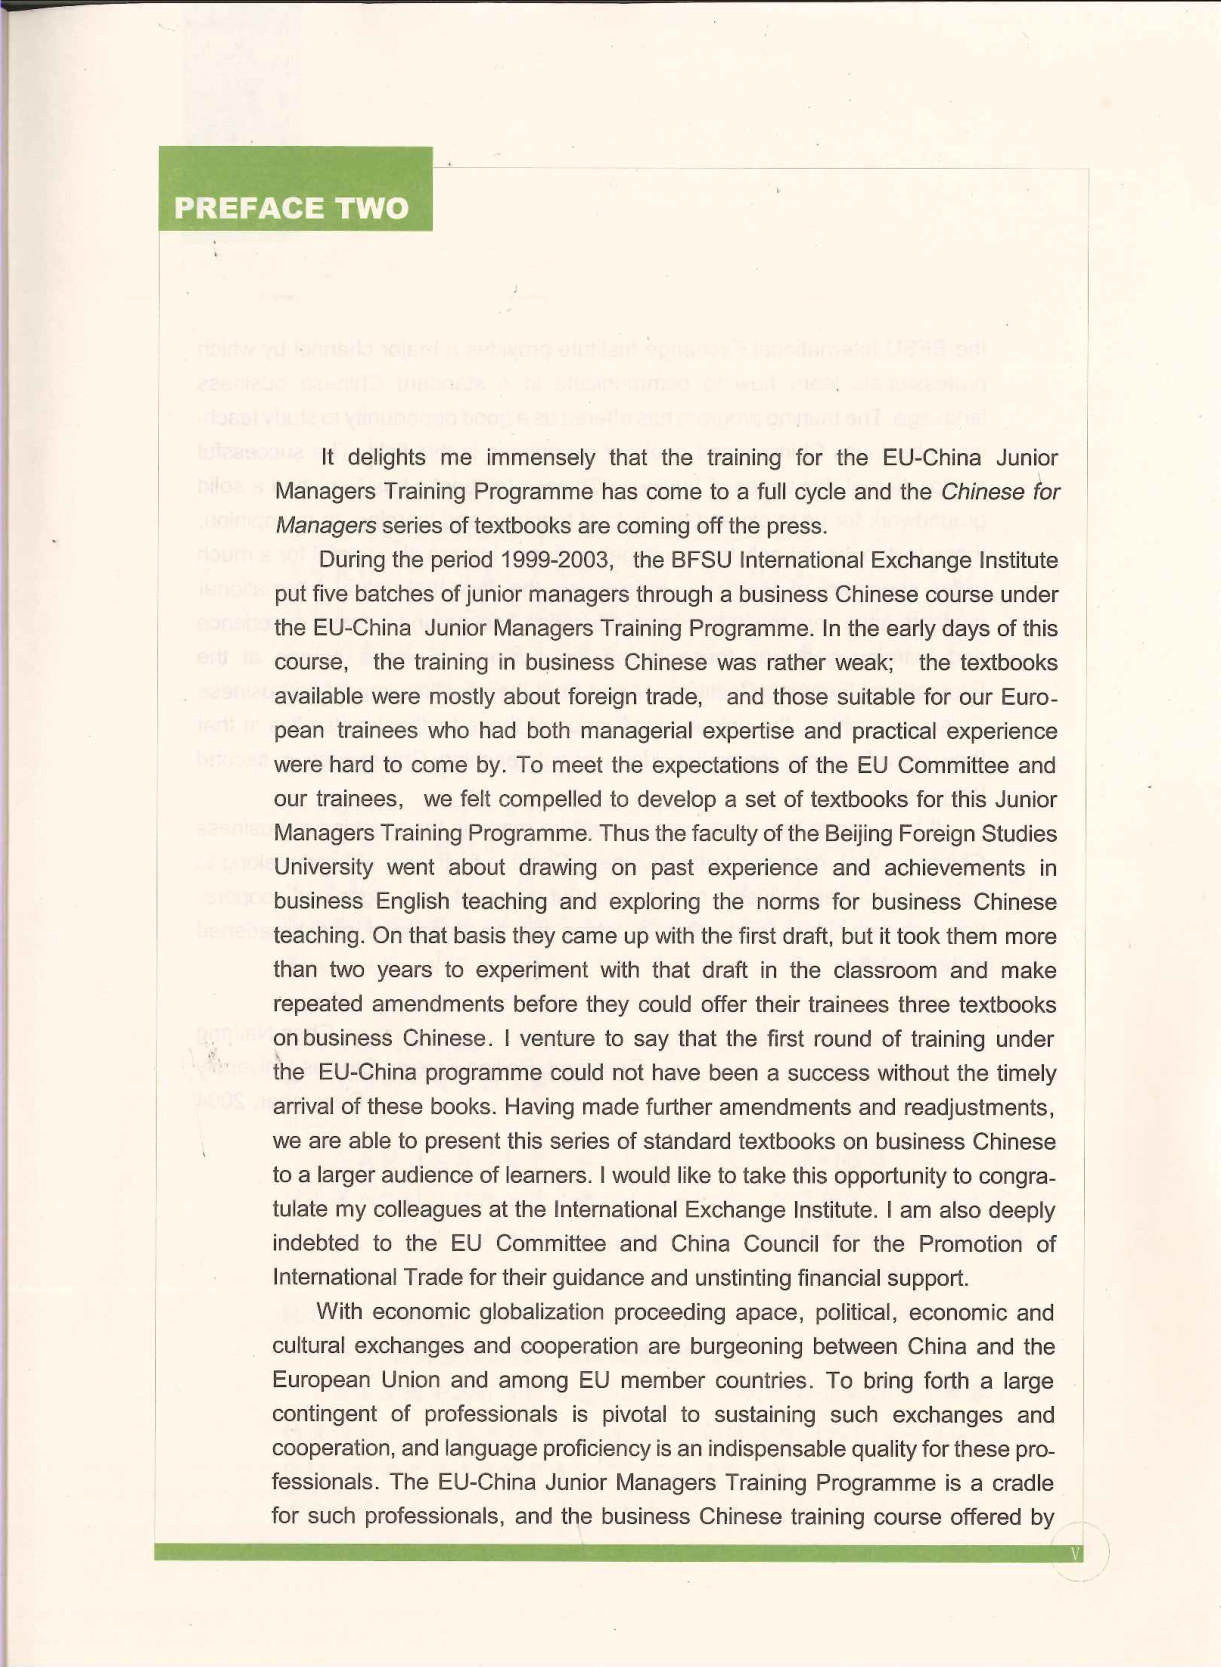 PREFACE TWO
It delights me immensely that the training for the EU-China Junior
Managers Training Programme has come to a full cycle and the Chinese for
Managers series of textbooks are coming off the press.
During the period 1999-2003, the BFSU International Exchange Institute
put five batches of junior managers through a business Chinese course under
the EU-China Junior Managers Training Programme. In the early days of this
course, the training in business Chinese was rather weak; the textbooks
available were mostly about foreign trade, and those suitable for our Euro-
pean trainees who had both managerial expertise and practical experience
were hard to come by. To meet the expectations of the EU Committee and
our trainees, we felt compelled to develop a set of textbooks for this Junior
Managers Training Programme. Thus the faculty of the Beijing Foreign Studies
University went about drawing on past experience and achievements in
business English teaching and exploring the norms for business Chinese
teaching. On that basis they came up with the first draft, but it took them more
than two years to experiment with that draft in the classroom and make
repeated amendments before they could offer their trainees three textbooks
on business Chinese. I venture to say that the first round of training under
the EU-China programme could not have been a success without the timely
arrival of these books. Having made further amendments and readjustments,
we are able to present this series of standard textbooks on business Chinese
to a larger audience of learners. I would like to take this opportunity to congra-
tulate my colleagues at the International Exchange Institute. I am also deeply
indebted to the EU Committee and China Council for the Promotion of
International Trade for their guidance and unstinting financial support.
With economic globalization proceeding apace, political, economic and
cultural exchanges and cooperation are burgeoning between China and the
European Union and among EU member countries. To bring forth a large
contingent of professionals is pivotal to sustaining such exchanges and
cooperation, and language proficiency is an indispensable quality for these pro-
fessionals. The EU-China Junior Managers Training Programme is a cradle
for such professionals, and the business Chinese training course offered by
V